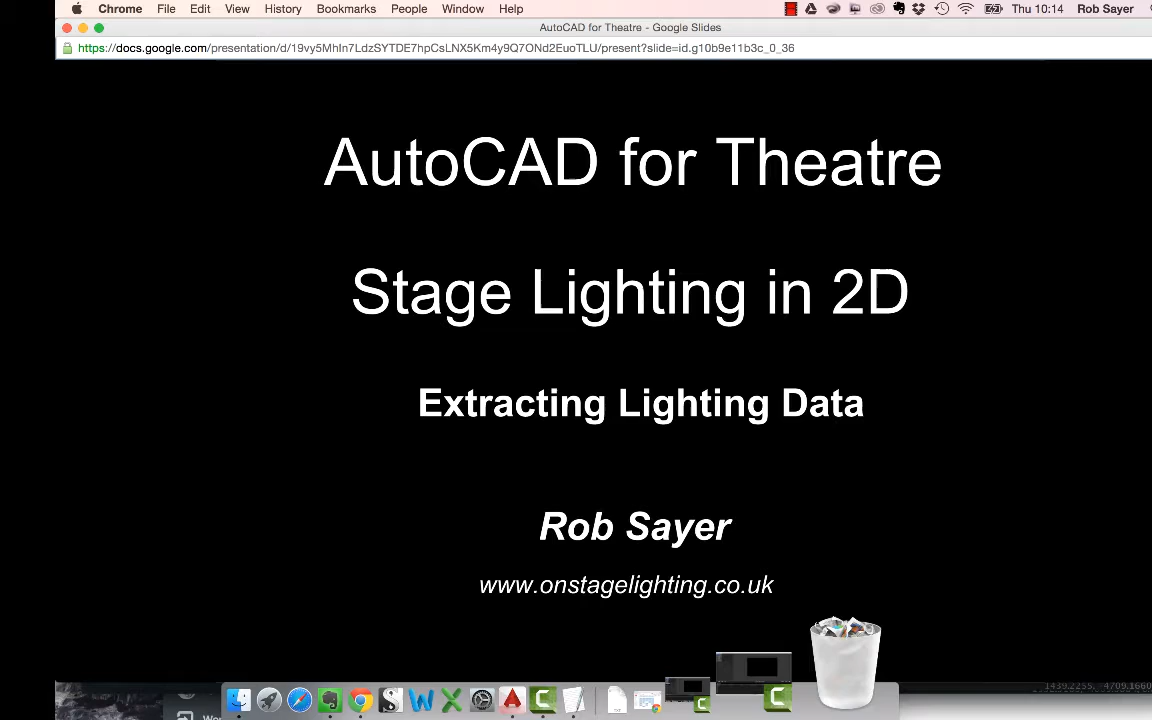 Chrome File Edit View History Bookmarks People Window Help Thu 10:14 Rob Sayer
AutoCAD for Theatre - Google Slides
https://docs.google.com/presentation/d/19vy5MhIn7LdzSYTDE7hpCsLNX5Km4y9Q7ONd2EuoTLU/present?slide=id.g10b9e11b3c_0_36
AutoCAD for Theatre
Stage Lighting in 2D
Extracting Lighting Data
Rob Sayer
www.onstagelighting.co.uk